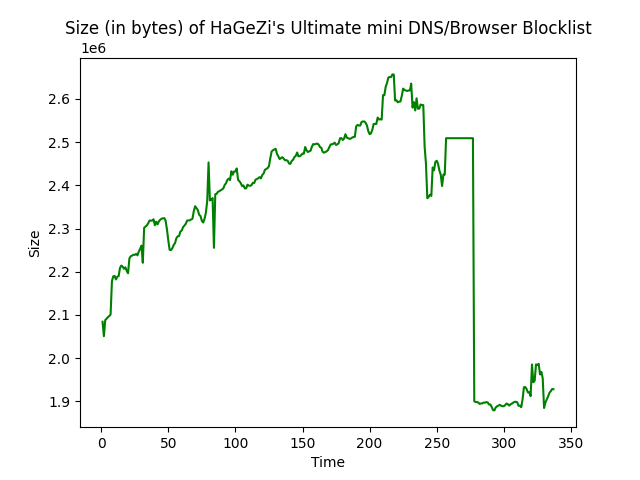 Size (in bytes) of HaGeZi's Ultimate mini DNS/Browser Blocklist
1e6
2.6
2.5
2.4
2.3
2.2
2.1
2.0
1.9
Size
0 50 100 150 200 250 300 350
Time